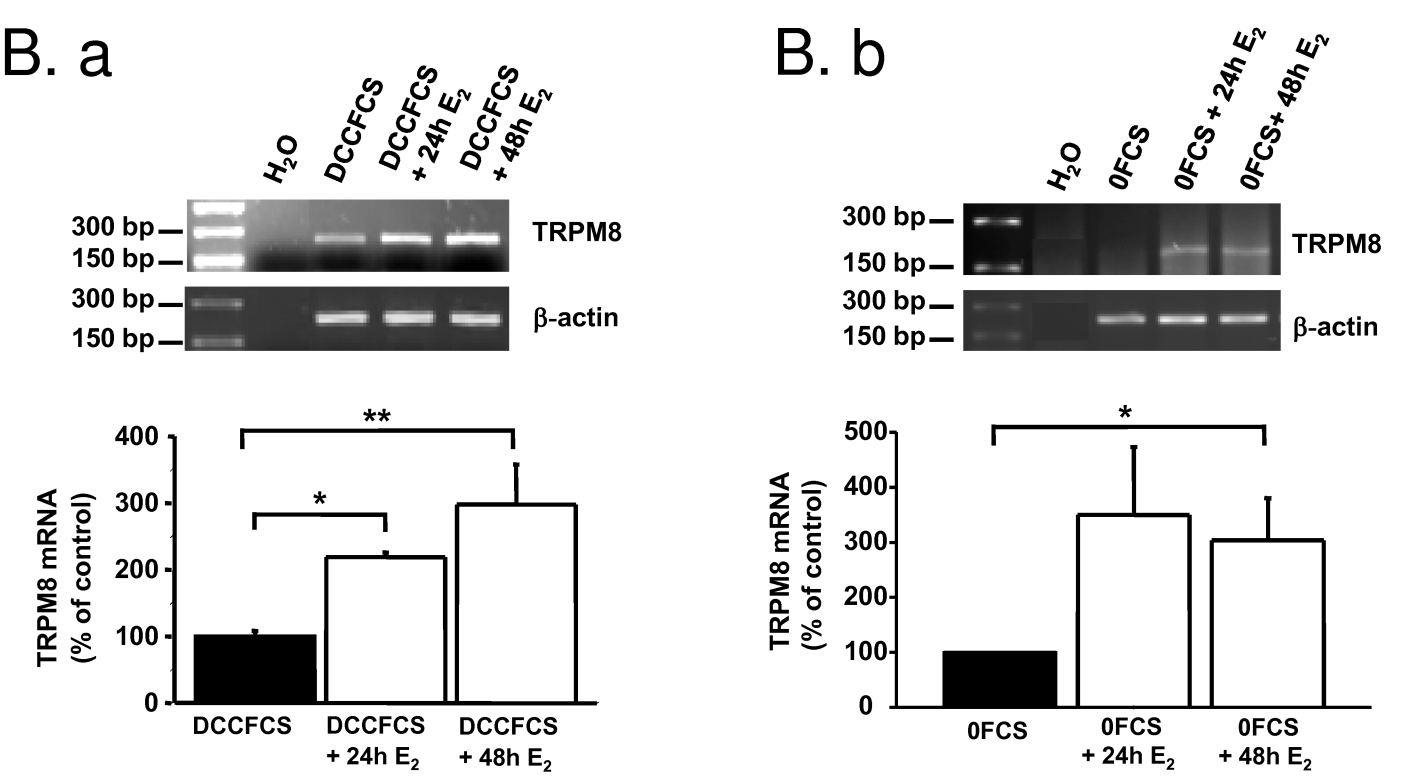 B. a
H₂O
DCCFCS
DCCFCS
+ 24h E₂
DCCFCS
+ 48h E₂
300 bp
150 bp
TRPM8
300 bp
150 bp
β-actin
**
*
400
300
200
100
0
TRPM8 mRNA
(% of control)
DCCFCS
DCCFCS
+ 24h E₂
DCCFCS
+ 48h E₂
B. b
H₂O
0FCS
0FCS + 24h E₂
0FCS+ 48h E₂
300 bp
150 bp
TRPM8
300 bp
150 bp
β-actin
*
500
400
300
200
100
0
TRPM8 mRNA
(% of control)
0FCS
0FCS
+ 24h E₂
0FCS
+ 48h E₂